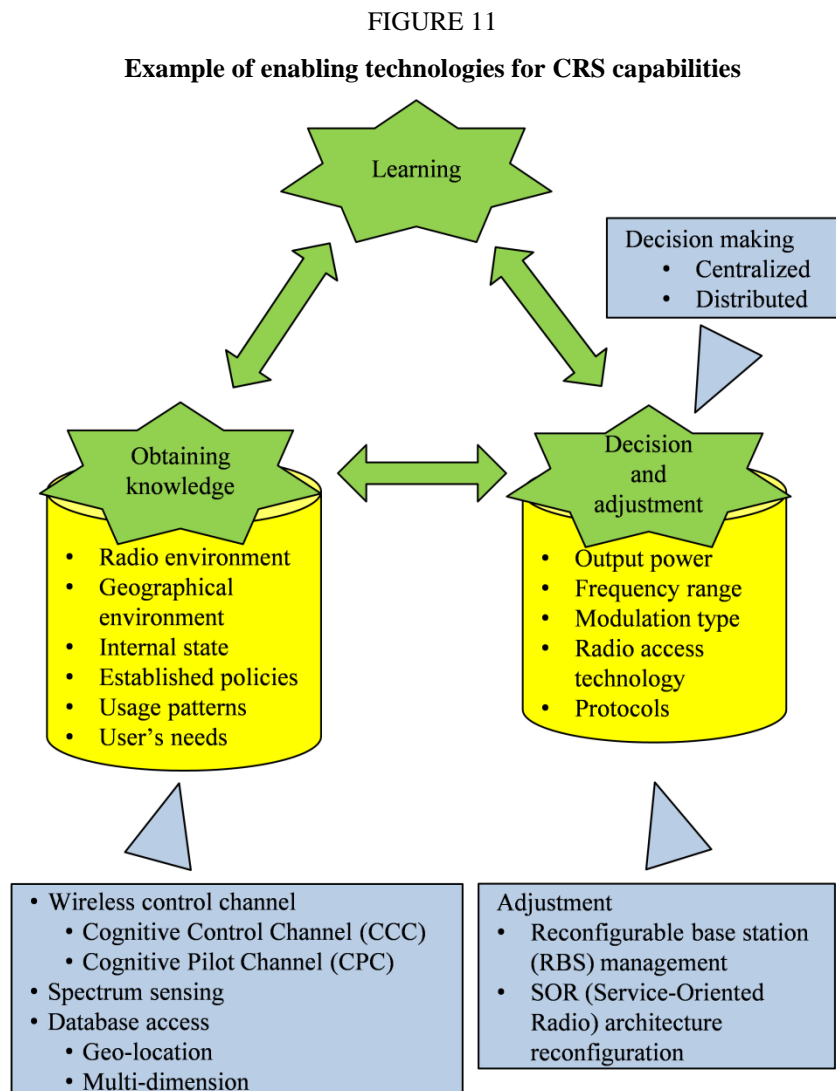 FIGURE 11
Example of enabling technologies for CRS capabilities
Learning
Decision making
• Centralized
• Distributed
Obtaining
knowledge
Decision
and
adjustment
• Radio environment
• Geographical
environment
• Internal state
• Established policies
• Usage patterns
• User’s needs
• Output power
• Frequency range
• Modulation type
• Radio access
technology
• Protocols
• Wireless control channel
• Cognitive Control Channel (CCC)
• Cognitive Pilot Channel (CPC)
• Spectrum sensing
• Database access
• Geo-location
• Multi-dimension
Adjustment
• Reconfigurable base station
(RBS) management
• SOR (Service-Oriented
Radio) architecture
reconfiguration